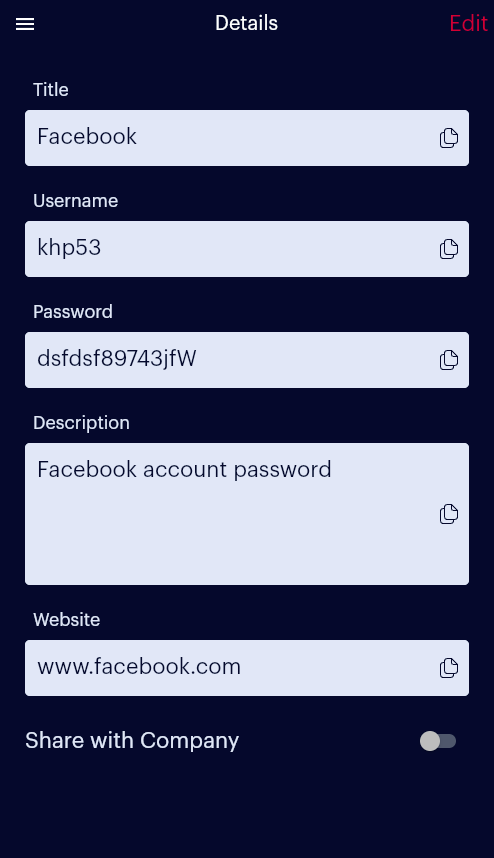 Details
Edit
Title
Facebook
Username
khp53
Password
dsfdsf89743jfW
Description
Facebook account password
Website
www.facebook.com
Share with Company